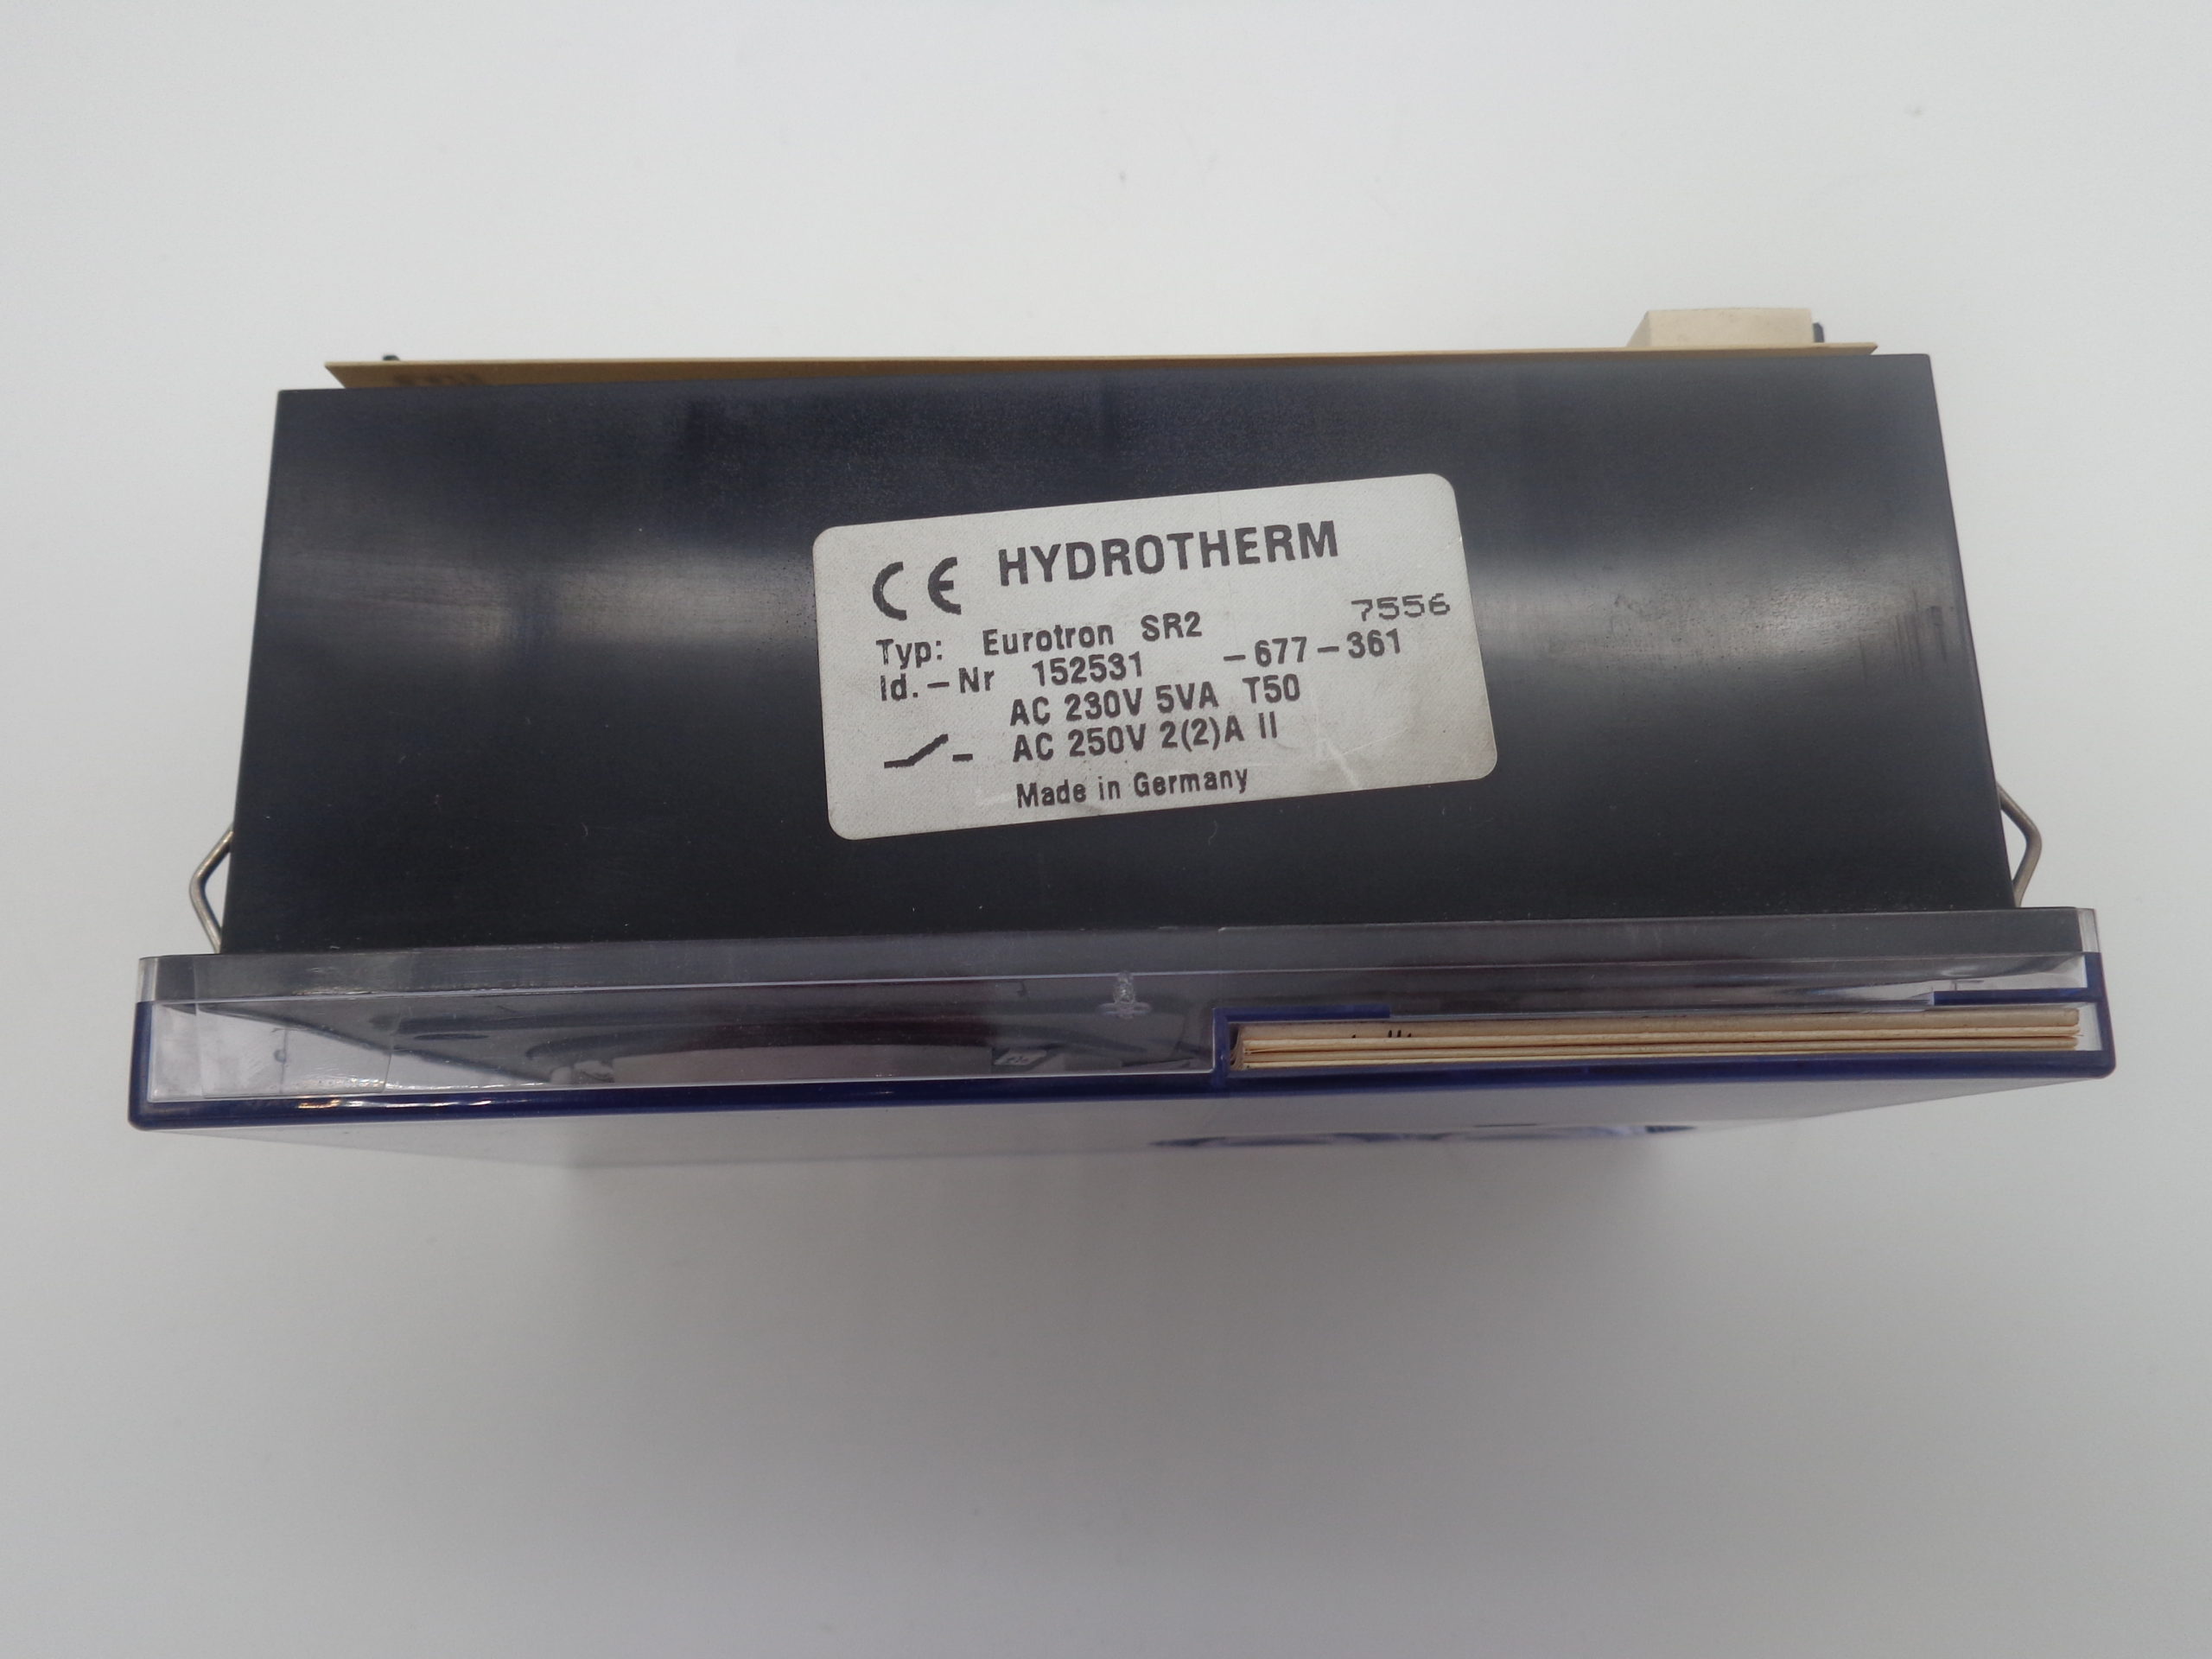 CE HYDROTHERM
7556
Typ: Eurotron SR2
Id.-Nr 152531 -677-361
AC 230V 5VA T50
AC 250V 2(2)A II
Made in Germany